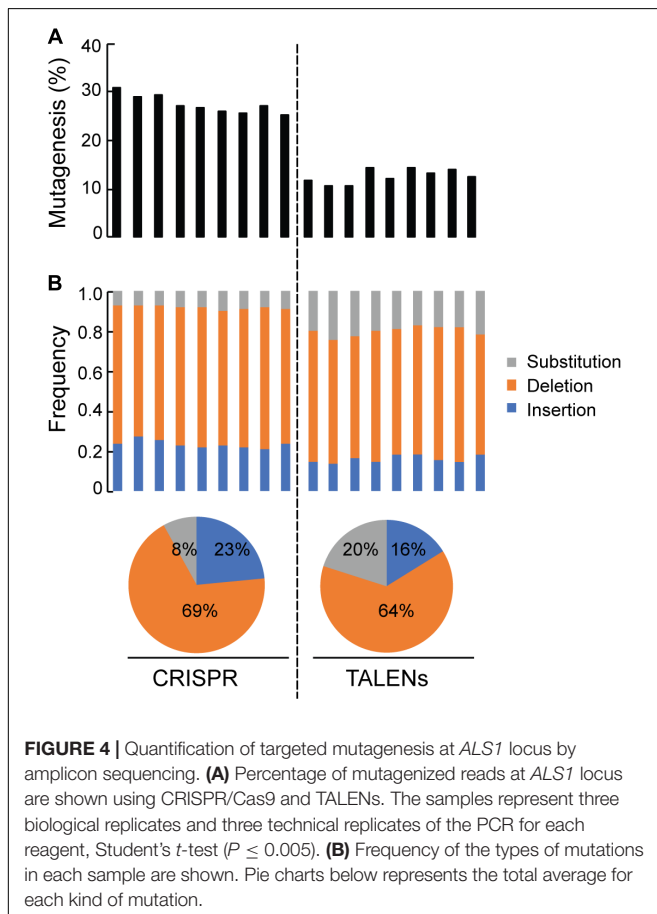 A
Mutagenesis (%)
40
30
20
10
0
B
Frequency
1.0
0.8
0.6
0.4
0.2
0
Substitution
Deletion
Insertion
8%
23%
69%
20%
16%
64%
CRISPR
TALENs
FIGURE 4 | Quantification of targeted mutagenesis at ALS1 locus by
amplicon sequencing. (A) Percentage of mutagenized reads at ALS1 locus
are shown using CRISPR/Cas9 and TALENs. The samples represent three
biological replicates and three technical replicates of the PCR for each
reagent, Student's t-test (P ≤ 0.005). (B) Frequency of the types of mutations
in each sample are shown. Pie charts below represents the total average for
each kind of mutation.